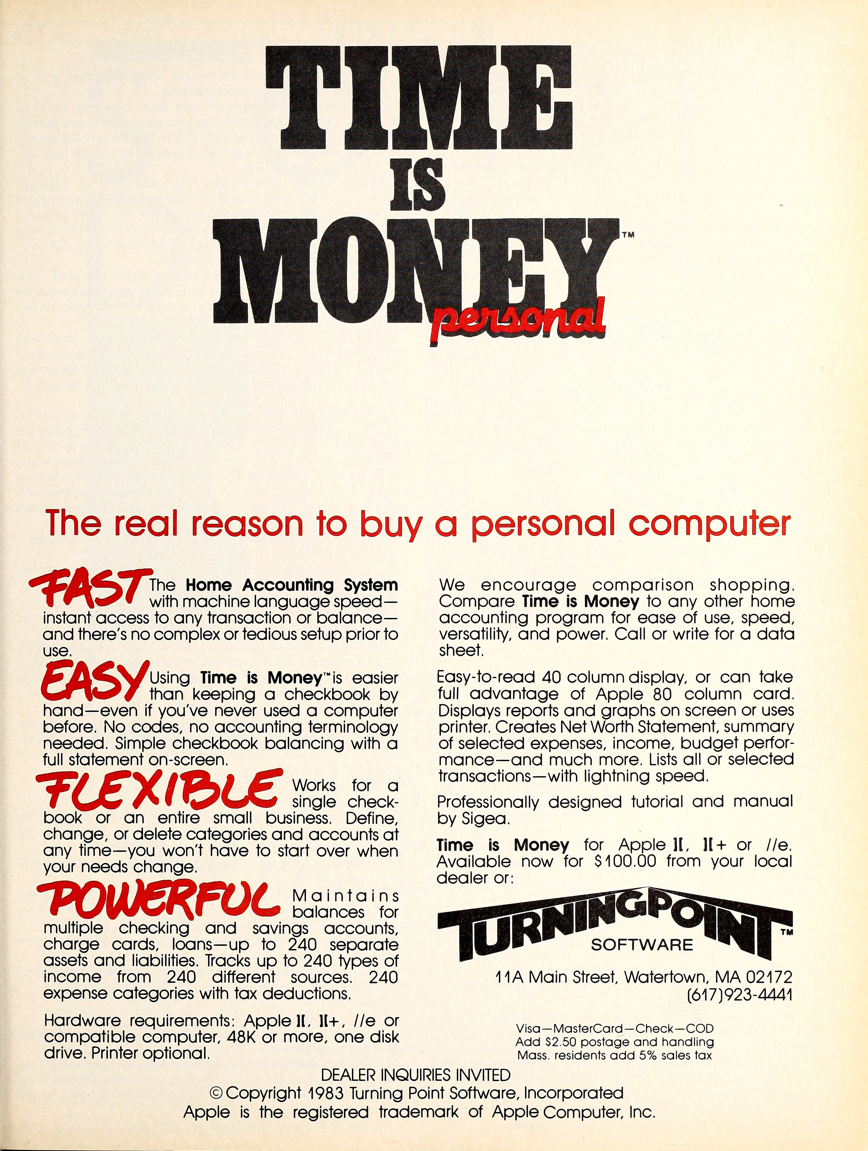 TIME
IS
MONEY™
personal
The real reason to buy a personal computer
FAST The Home Accounting System
with machine language speed—
instant access to any transaction or balance—
and there's no complex or tedious setup prior to
use.
EASY Using Time is Money™ is easier
than keeping a checkbook by
hand—even if you've never used a computer
before. No codes, no accounting terminology
needed. Simple checkbook balancing with a
full statement on-screen.
FLEXIBLE Works for a
single check-
book or an entire small business. Define,
change, or delete categories and accounts at
any time—you won't have to start over when
your needs change.
POWERFUL Maintains
balances for
multiple checking and savings accounts,
charge cards, loans—up to 240 separate
assets and liabilities. Tracks up to 240 types of
income from 240 different sources. 240
expense categories with tax deductions.
Hardware requirements: Apple ][, ][+, //e or
compatible computer, 48K or more, one disk
drive. Printer optional.
We encourage comparison shopping.
Compare Time is Money to any other home
accounting program for ease of use, speed,
versatility, and power. Call or write for a data
sheet.
Easy-to-read 40 column display, or can take
full advantage of Apple 80 column card.
Displays reports and graphs on screen or uses
printer. Creates Net Worth Statement, summary
of selected expenses, income, budget perfor-
mance—and much more. Lists all or selected
transactions—with lightning speed.
Professionally designed tutorial and manual
by Sigea.
Time is Money for Apple ][, ][+ or //e.
Available now for $100.00 from your local
dealer or:
TURNINGPOINT™
SOFTWARE
11A Main Street, Watertown, MA 02172
(617)923-4441
Visa—MasterCard—Check—COD
Add $2.50 postage and handling
Mass. residents add 5% sales tax
DEALER INQUIRIES INVITED
© Copyright 1983 Turning Point Software, Incorporated
Apple is the registered trademark of Apple Computer, Inc.